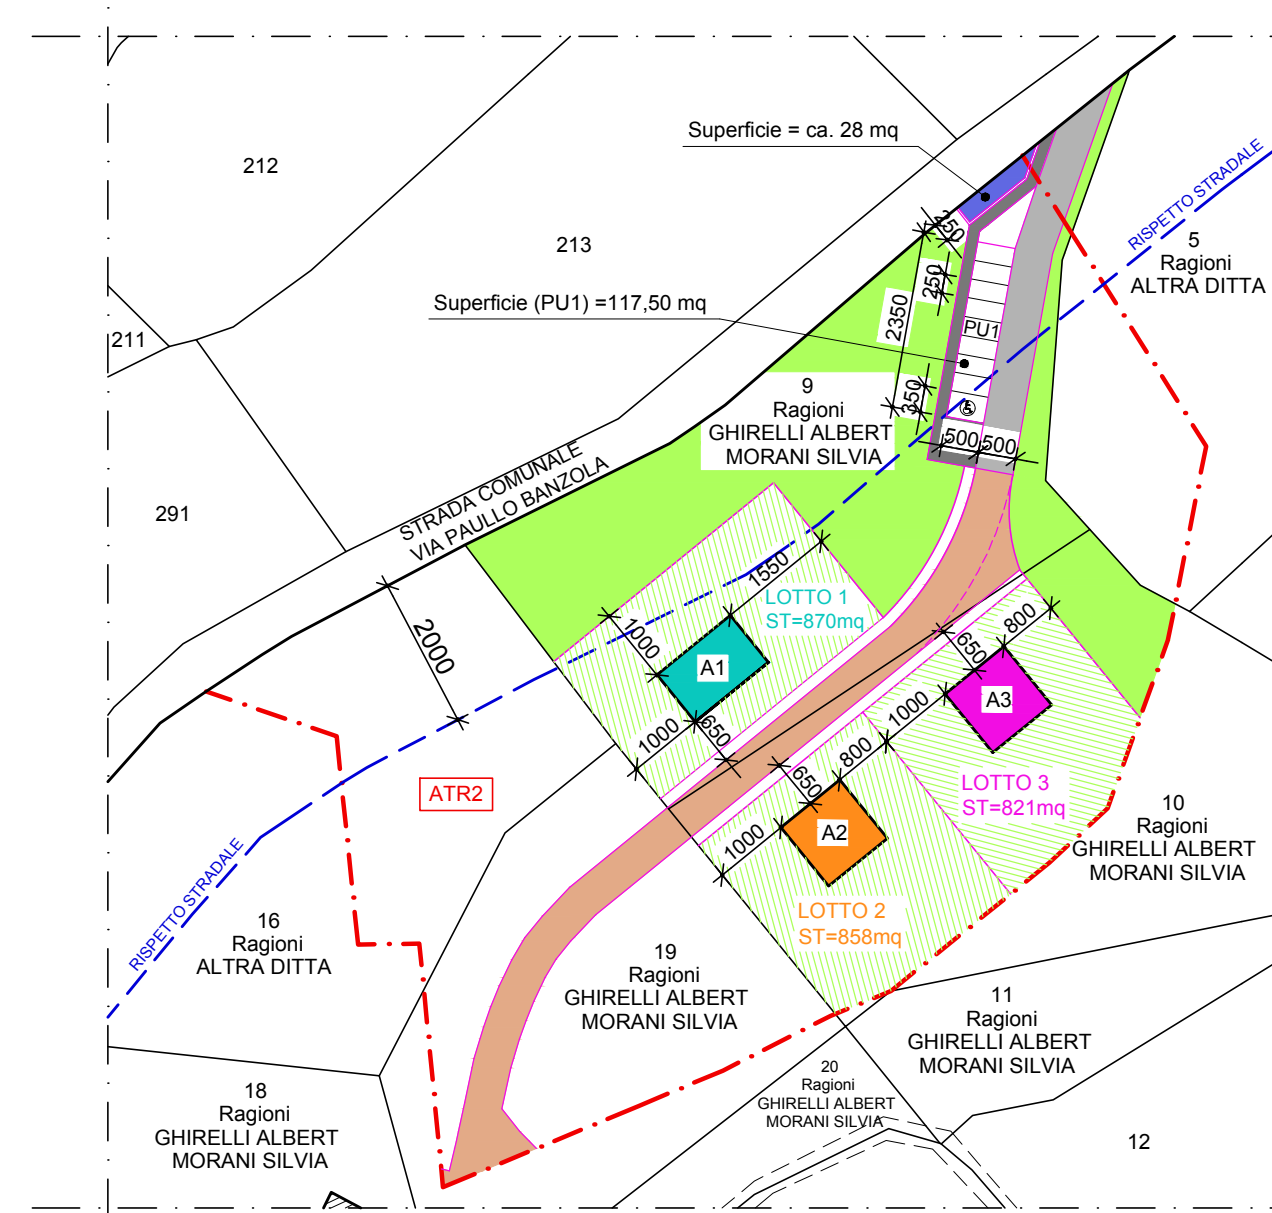 212
Superficie = ca. 28 mq
213
RISPETTO STRADALE
5
Ragioni
ALTRA DITTA
250
250
2350
350
Superficie (PU1) =117,50 mq
PU1
211
9
Ragioni
GHIRELLI ALBERT
MORANI SILVIA
500
500
STRADA COMUNALE
VIA PAULLO BANZOLA
291
2000
1550
LOTTO 1
ST=870mq
1000
A1
1000
650
650
800
A3
1000
800
650
ATR2
LOTTO 3
ST=821mq
A2
1000
10
Ragioni
GHIRELLI ALBERT
MORANI SILVIA
RISPETTO STRADALE
16
Ragioni
ALTRA DITTA
LOTTO 2
ST=858mq
19
Ragioni
GHIRELLI ALBERT
MORANI SILVIA
11
Ragioni
GHIRELLI ALBERT
MORANI SILVIA
20
Ragioni
GHIRELLI ALBERT
MORANI SILVIA
18
Ragioni
GHIRELLI ALBERT
MORANI SILVIA
12